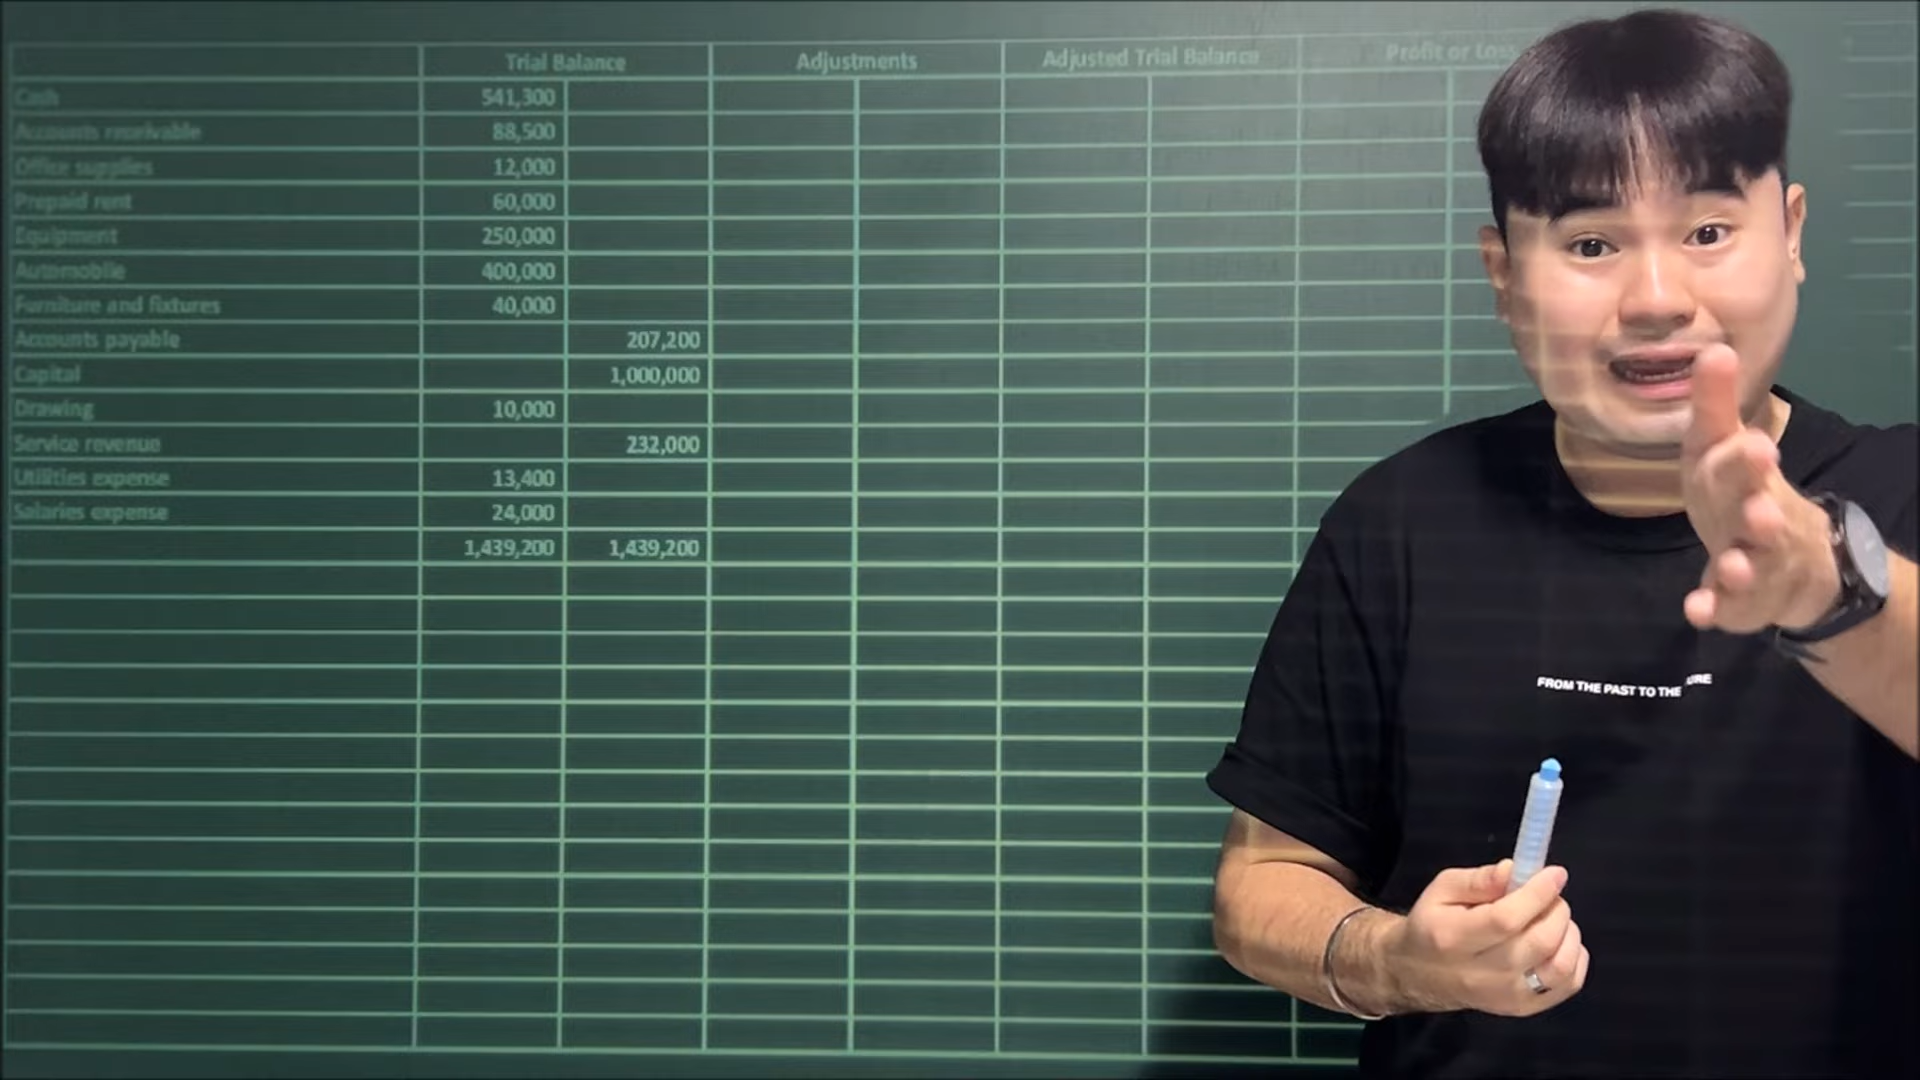 Trial Balance Adjustments Adjusted Trial Balance Profit or Loss
Cash 541,300
Accounts receivable 88,500
Office supplies 12,000
Prepaid rent 60,000
Equipment 250,000
Automobile 400,000
Furniture and fixtures 40,000
Accounts payable 207,200
Capital 1,000,000
Drawing 10,000
Service revenue 232,000
Utilities expense 13,400
Salaries expense 24,000
1,439,200 1,439,200
FROM THE PAST TO THE